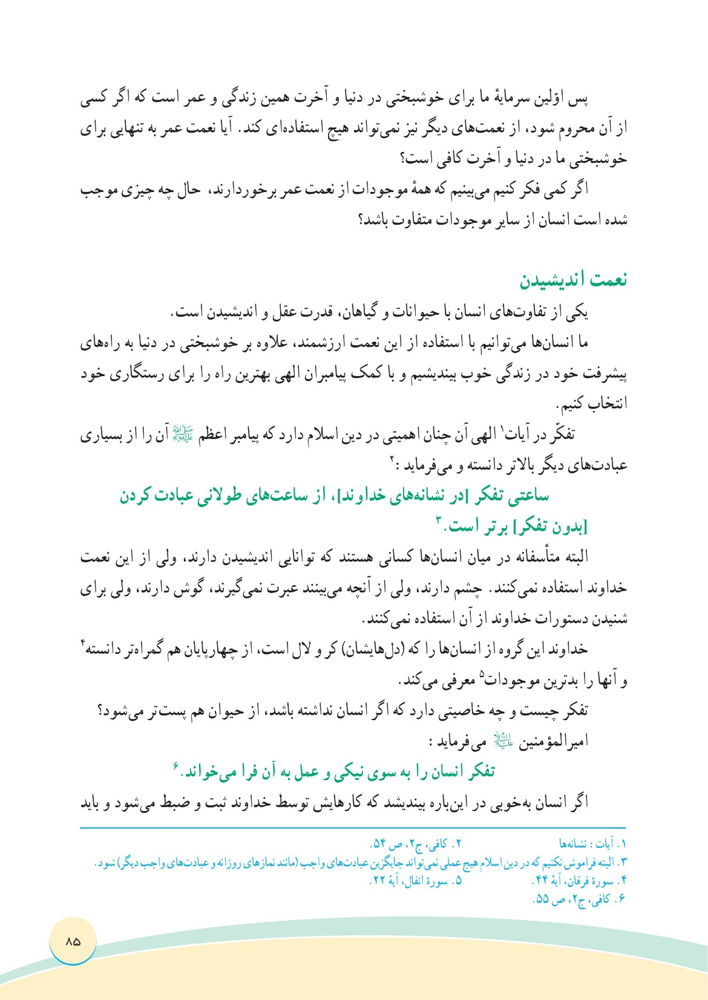 پس اوّلین سرمایهٔ ما برای خوشبختی در دنیا و آخرت همین زندگی و عمر است که اگر کسی
از آن محروم شود، از نعمت‌های دیگر نیز نمی‌تواند هیچ استفاده‌ای کند. آیا نعمت عمر به تنهایی برای
خوشبختی ما در دنیا و آخرت کافی است؟
اگر کمی فکر کنیم می‌بینیم که همهٔ موجودات از نعمت عمر برخوردارند، حال چه چیزی موجب
شده است انسان از سایر موجودات متفاوت باشد؟
نعمت اندیشیدن
یکی از تفاوت‌های انسان با حیوانات و گیاهان، قدرت عقل و اندیشیدن است.
ما انسان‌ها می‌توانیم با استفاده از این نعمت ارزشمند، علاوه بر خوشبختی در دنیا به راه‌های
پیشرفت خود در زندگی خوب بیندیشیم و با کمک پیامبران الهی بهترین راه را برای رستگاری خود
انتخاب کنیم.
تفکّر در آیات۱ الهی آن چنان اهمیتی در دین اسلام دارد که پیامبر اعظم صلی الله علیه وآله آن را از بسیاری
عبادت‌های دیگر بالاتر دانسته و می‌فرماید :۲
ساعتی تفکر [در نشانه‌های خداوند]، از ساعت‌های طولانی عبادت کردن
[بدون تفکر] برتر است.۳
البته متأسفانه در میان انسان‌ها کسانی هستند که توانایی اندیشیدن دارند، ولی از این نعمت
خداوند استفاده نمی‌کنند. چشم دارند، ولی از آنچه می‌بینند عبرت نمی‌گیرند، گوش دارند، ولی برای
شنیدن دستورات خداوند از آن استفاده نمی‌کنند.
خداوند این گروه از انسان‌ها را که (دل‌هایشان) کر و لال است، از چهارپایان هم گمراه‌تر دانسته۴
و آنها را بدترین موجودات۵ معرفی می‌کند.
تفکر چیست و چه خاصیتی دارد که اگر انسان نداشته باشد، از حیوان هم پست‌تر می‌شود؟
امیرالمؤمنین علیه السلام می‌فرماید :
تفکر انسان را به سوی نیکی و عمل به آن فرا می‌خواند.۶
اگر انسان به‌خوبی در این‌باره بیندیشد که کارهایش توسط خداوند ثبت و ضبط می‌شود و باید
۱. آیات : نشانه‌ها ۲. کافی، ج۲، ص ۵۴.
۳. البته فراموش نکنیم که در دین اسلام هیچ عملی نمی‌تواند جایگزین عبادت‌های واجب (مانند نمازهای روزانه و عبادت‌های واجب دیگر) شود.
۴. سورهٔ فرقان، آیهٔ ۴۴. ۵. سورهٔ انفال، آیهٔ ۲۲.
۶. کافی، ج۲، ص ۵۵.
۸۵